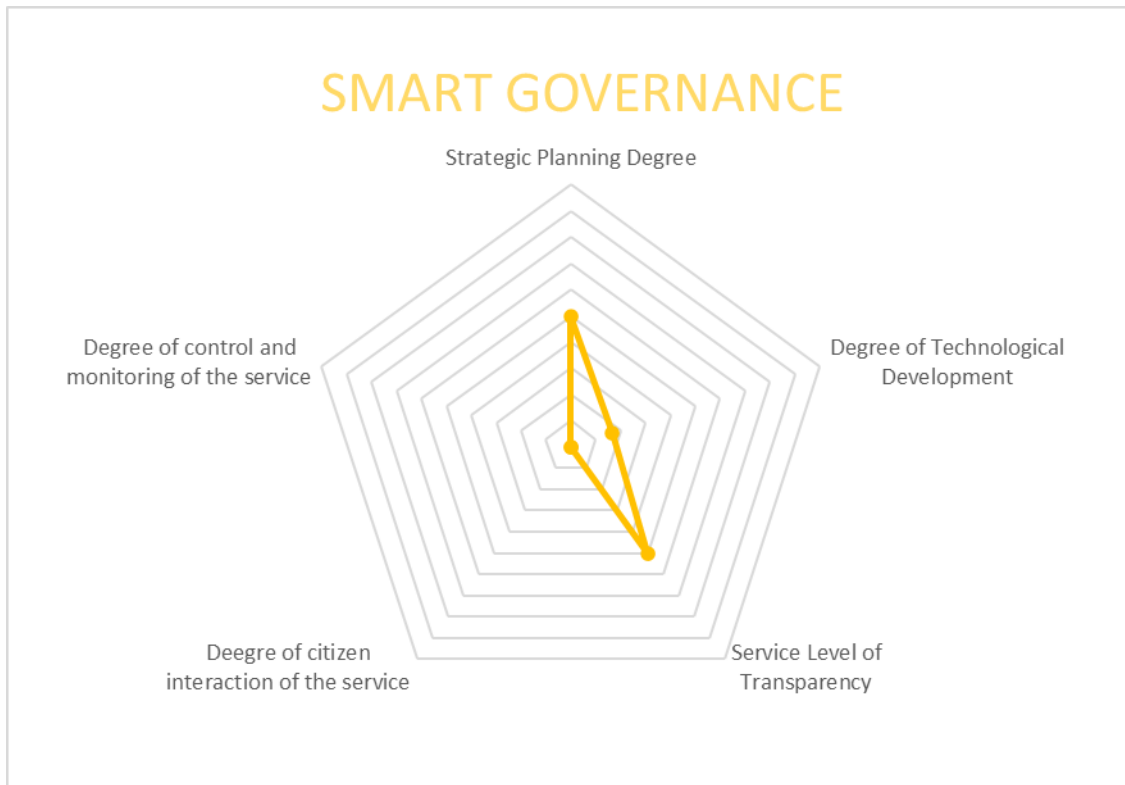 SMART GOVERNANCE
Strategic Planning Degree
Degree of control and
monitoring of the service
Degree of Technological
Development
Deegre of citizen
interaction of the service
Service Level of
Transparency